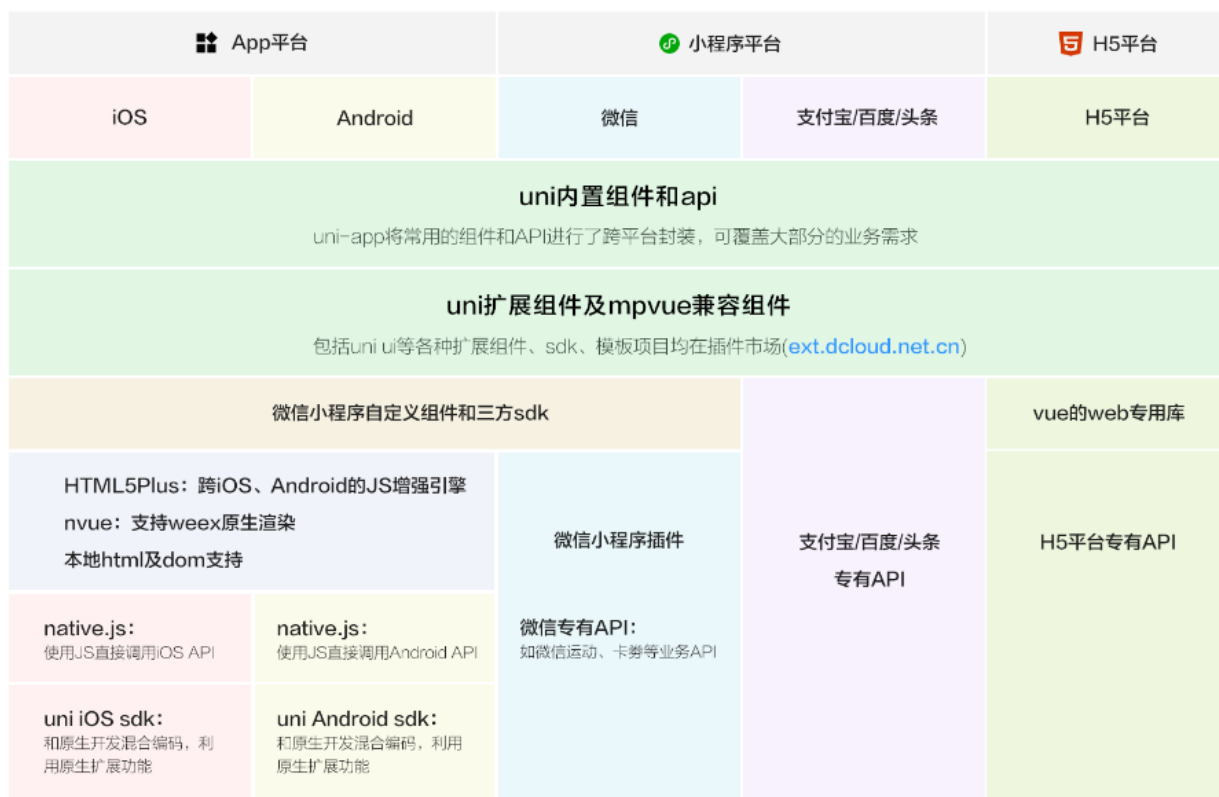 App平台
小程序平台
H5平台
iOS
Android
微信
支付宝/百度/头条
H5平台
uni内置组件和api
uni-app将常用的组件和API进行了跨平台封装，可覆盖大部分的业务需求
uni扩展组件及mpvue兼容组件
包括uni ui等各种扩展组件、sdk、模板项目均在插件市场(ext.dcloud.net.cn)
微信小程序自定义组件和三方sdk
vue的web专用库
HTML5Plus：跨iOS、Android的JS增强引擎
nvue：支持weex原生渲染
本地html及dom支持
微信小程序插件
支付宝/百度/头条
专有API
H5平台专有API
native.js：
使用JS直接调用iOS API
native.js：
使用JS直接调用Android API
微信专有API：
如微信运动、卡券等业务API
uni iOS sdk：
和原生开发混合编码，利
用原生扩展功能
uni Android sdk：
和原生开发混合编码，利用
原生扩展功能